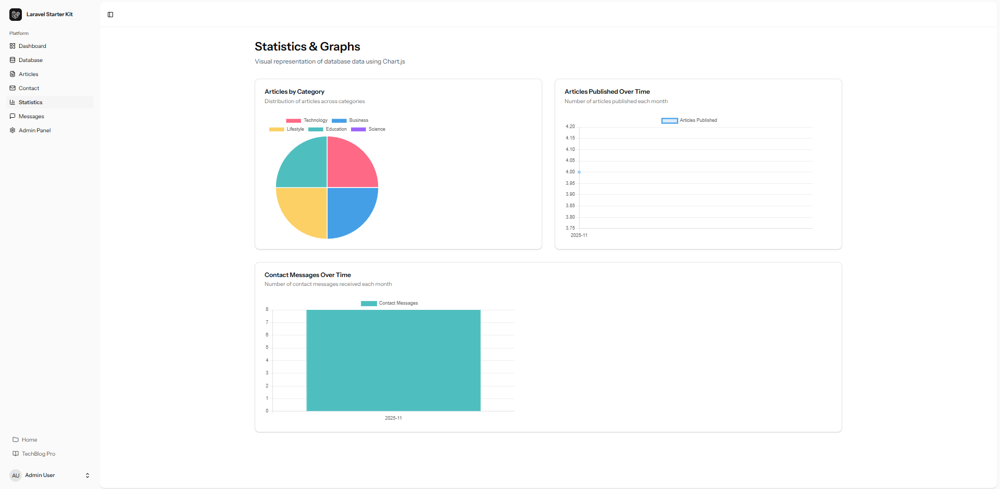 Laravel Starter Kit
Platform
Dashboard
Database
Articles
Contact
Statistics
Messages
Admin Panel
Home
TechBlog Pro
AU
Admin User
Statistics & Graphs
Visual representation of database data using Chart.js
Articles by Category
Distribution of articles across categories
Technology Business
Lifestyle Education Science
Articles Published Over Time
Number of articles published each month
Articles Published
4.20
4.15
4.10
4.05
4.00
3.95
3.90
3.85
3.80
3.75
2025-11
Contact Messages Over Time
Number of contact messages received each month
Contact Messages
8
7
6
5
4
3
2
1
0
2025-11